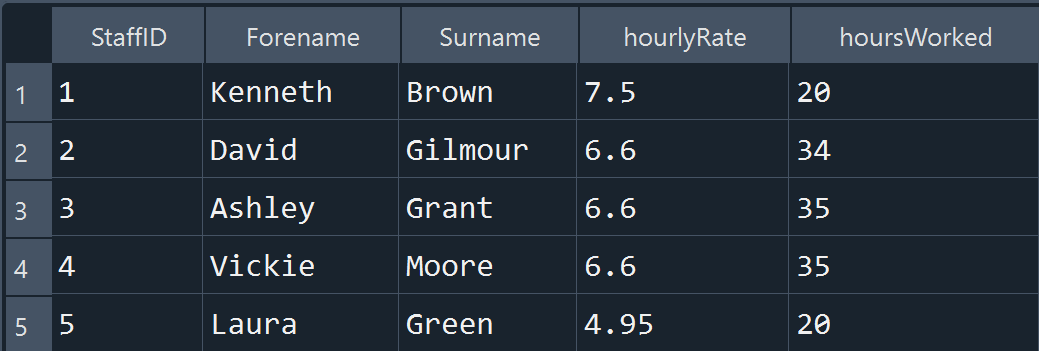 StaffID Forename Surname hourlyRate hoursWorked
1 1 Kenneth Brown 7.5 20
2 2 David Gilmour 6.6 34
3 3 Ashley Grant 6.6 35
4 4 Vickie Moore 6.6 35
5 5 Laura Green 4.95 20